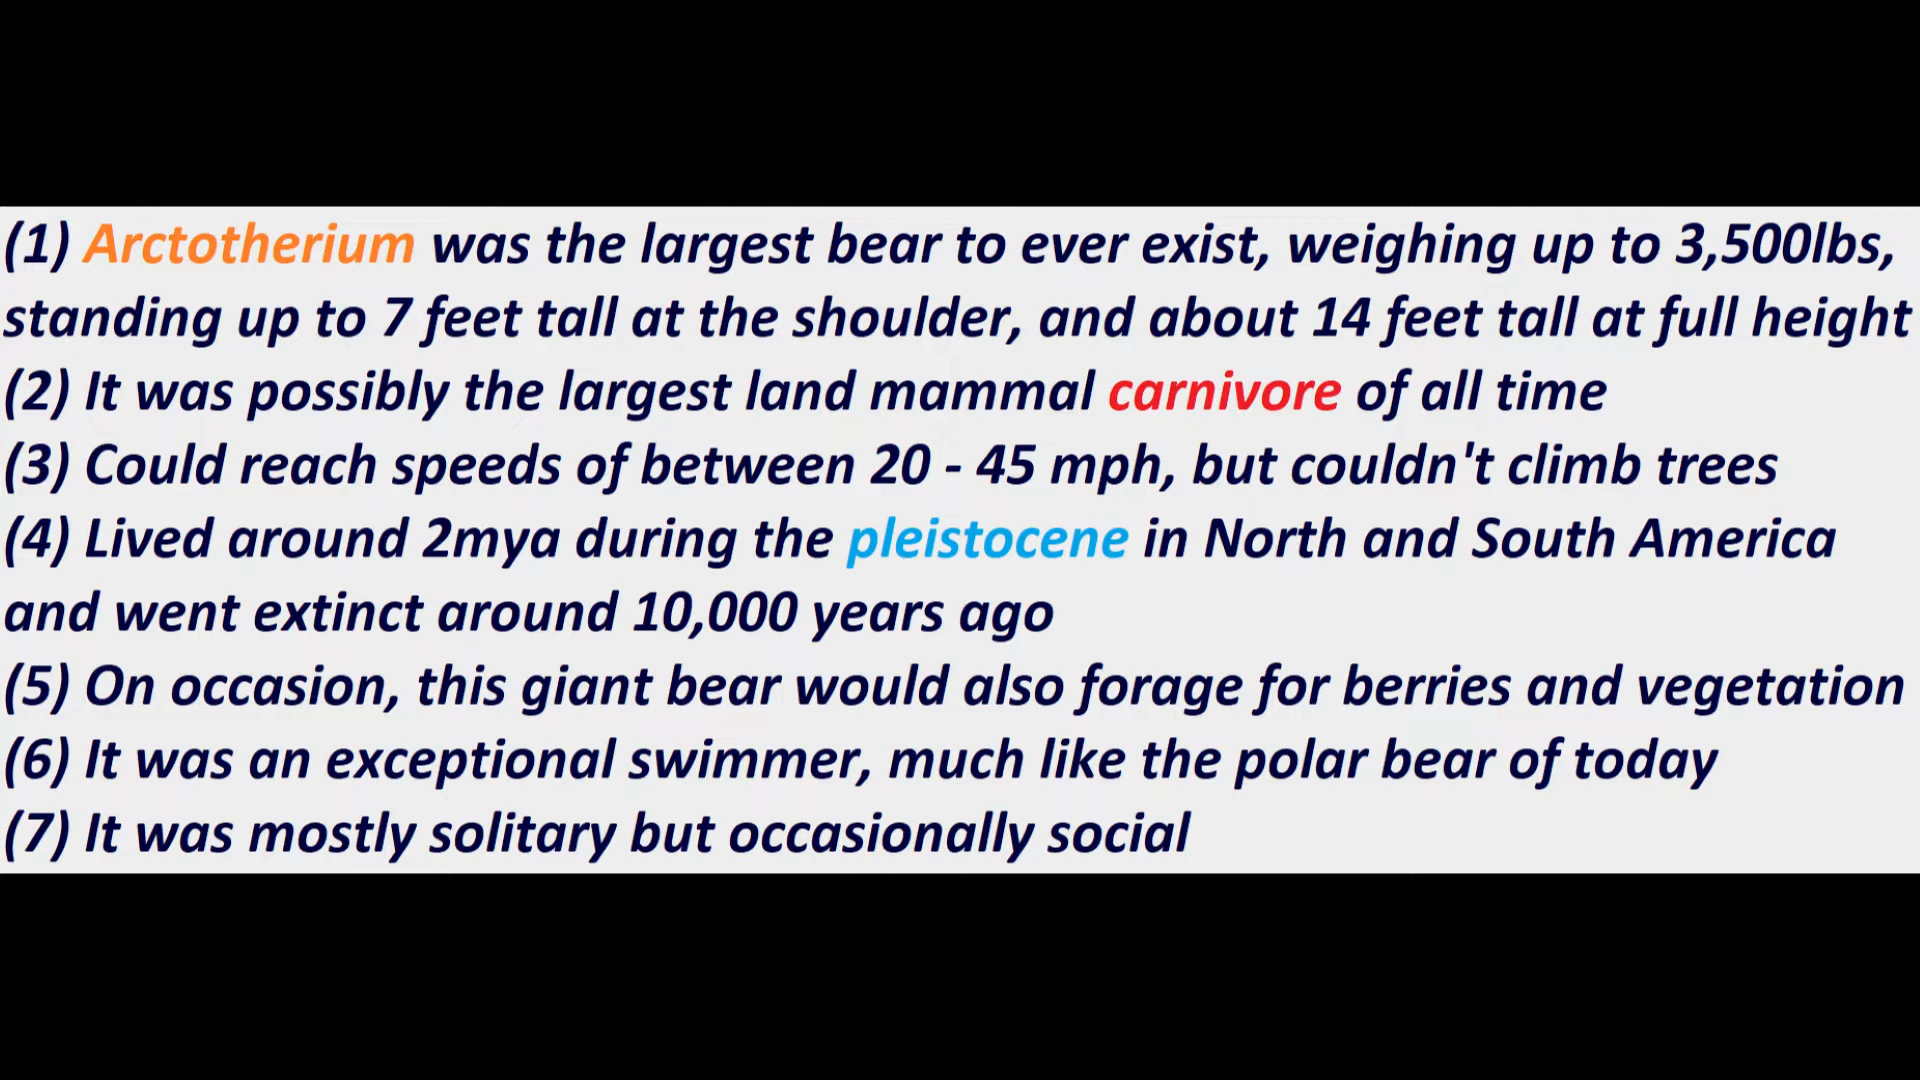 (1) Arctotherium was the largest bear to ever exist, weighing up to 3,500lbs,
standing up to 7 feet tall at the shoulder, and about 14 feet tall at full height
(2) It was possibly the largest land mammal carnivore of all time
(3) Could reach speeds of between 20 - 45 mph, but couldn't climb trees
(4) Lived around 2mya during the pleistocene in North and South America
and went extinct around 10,000 years ago
(5) On occasion, this giant bear would also forage for berries and vegetation
(6) It was an exceptional swimmer, much like the polar bear of today
(7) It was mostly solitary but occasionally social